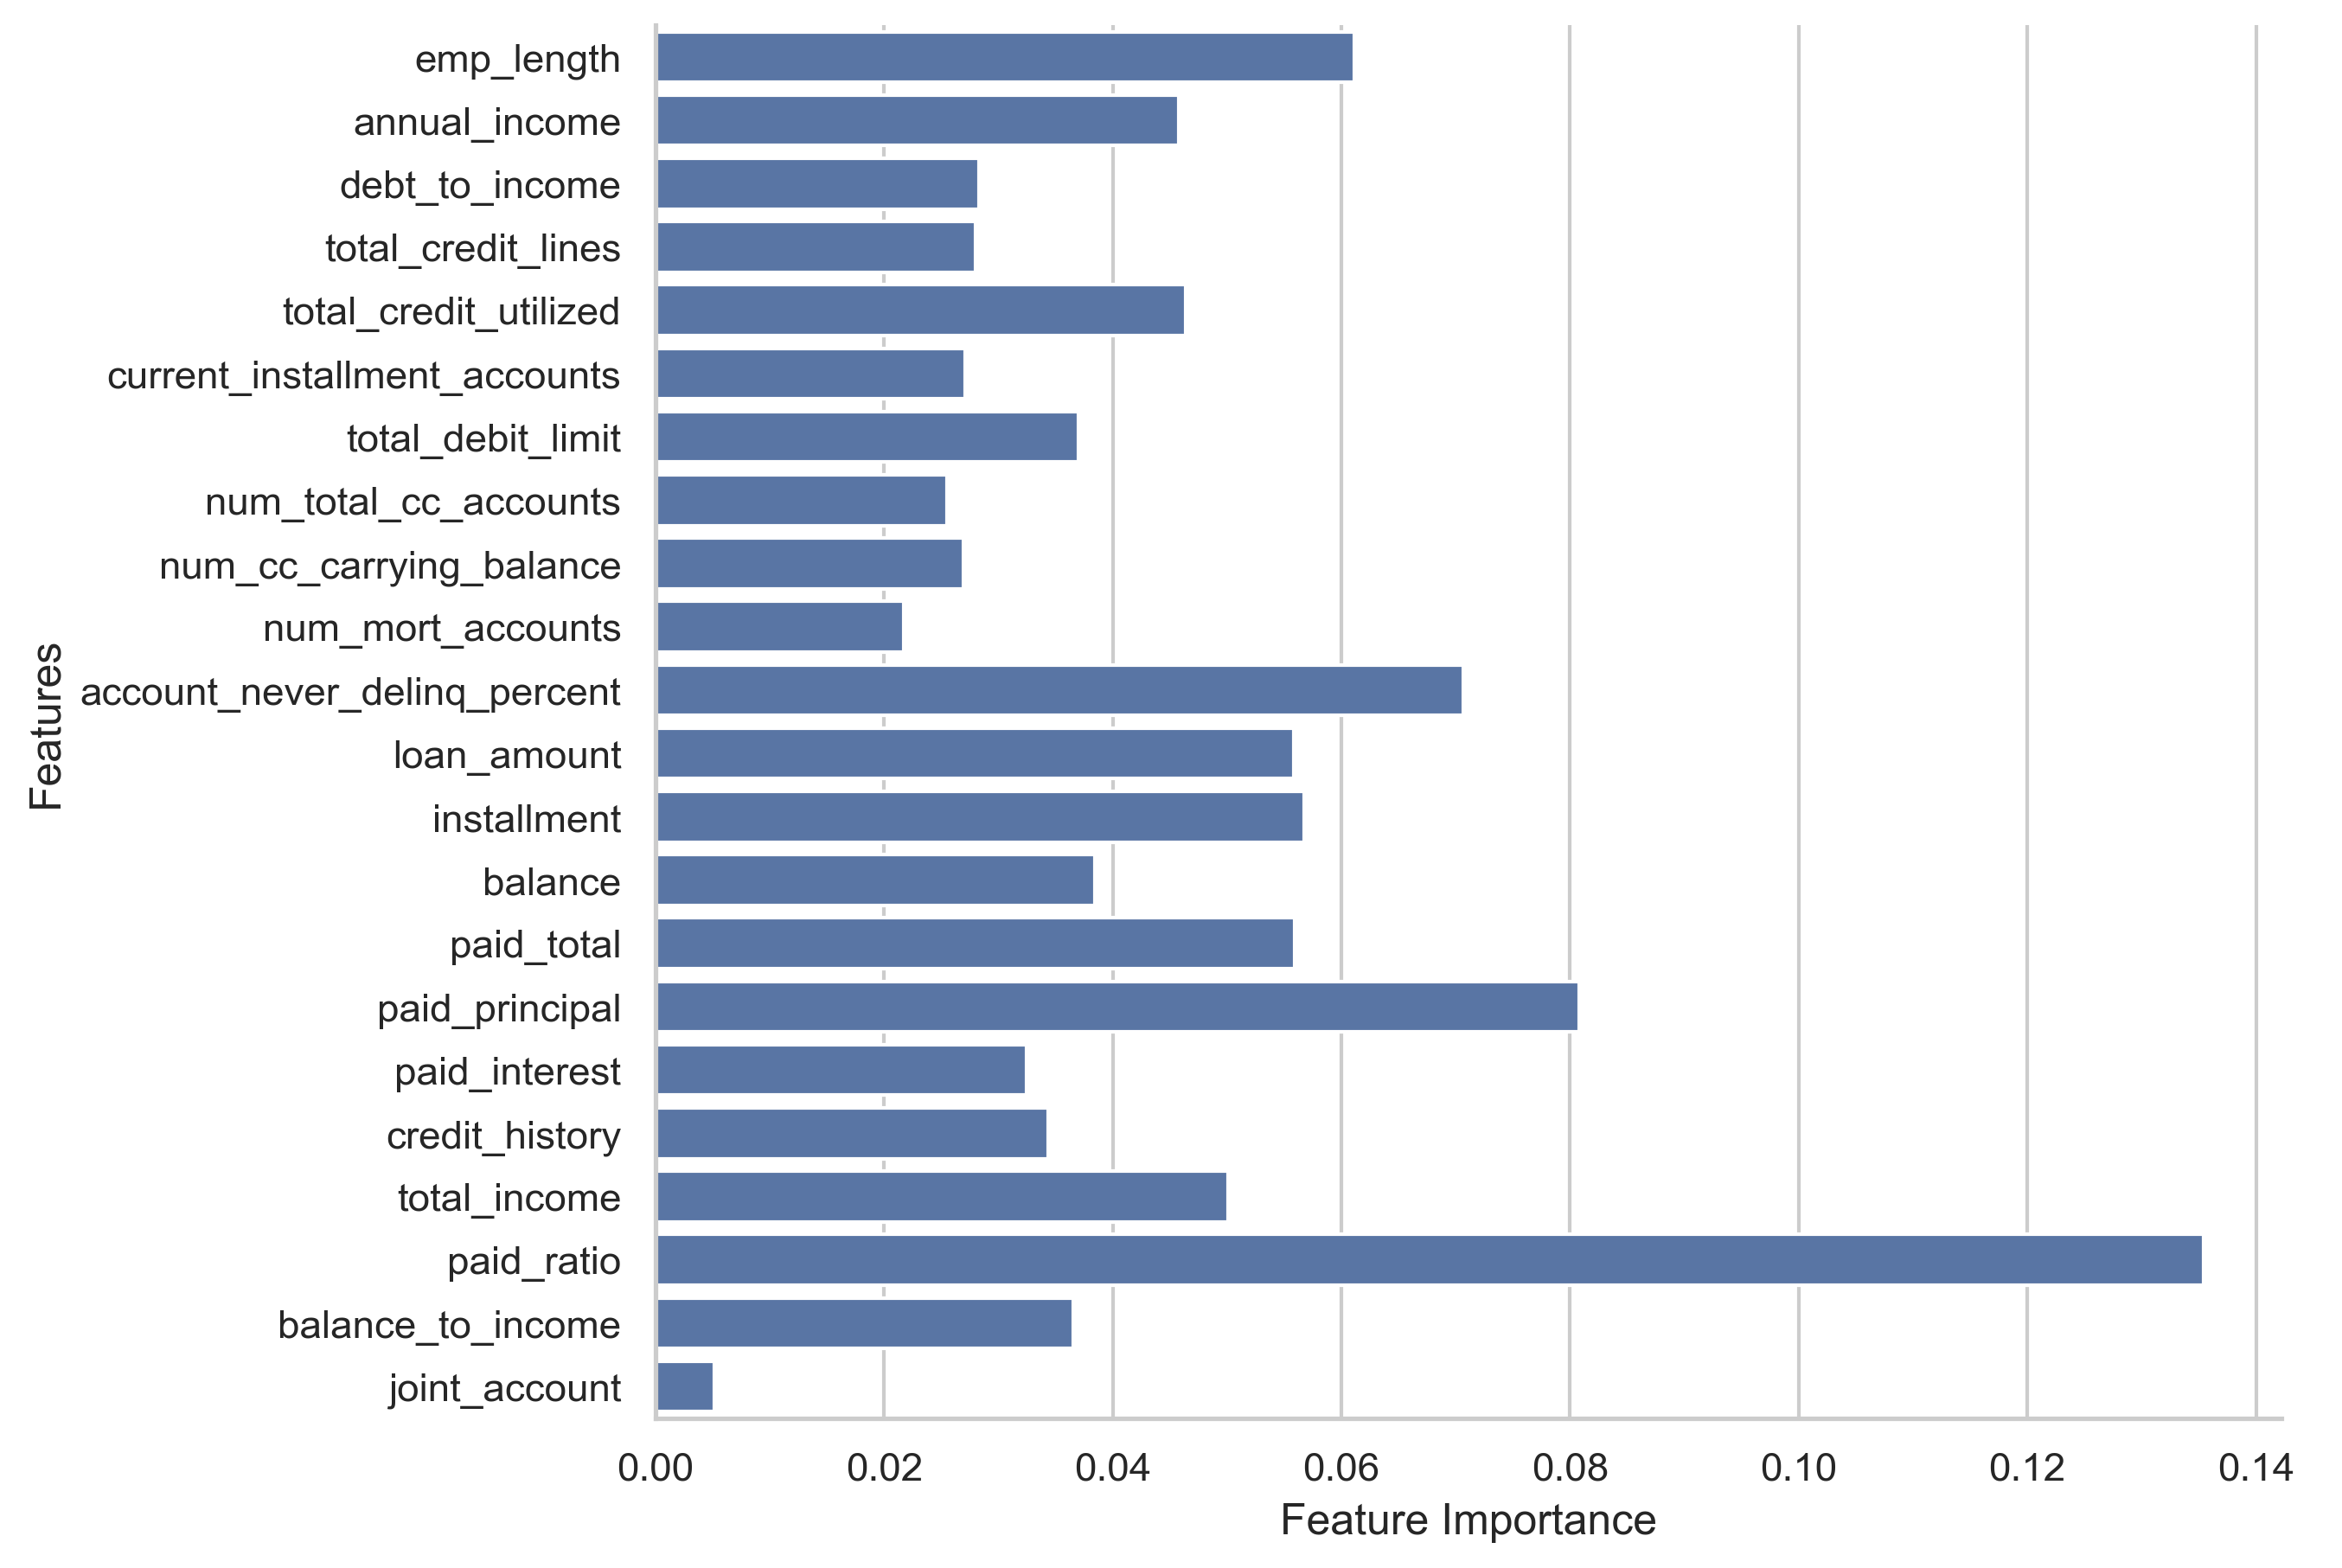 emp_length
annual_income
debt_to_income
total_credit_lines
total_credit_utilized
current_installment_accounts
total_debit_limit
num_total_cc_accounts
num_cc_carrying_balance
num_mort_accounts
account_never_delinq_percent
loan_amount
installment
balance
paid_total
paid_principal
paid_interest
credit_history
total_income
paid_ratio
balance_to_income
joint_account
Features
0.00 0.02 0.04 0.06 0.08 0.10 0.12 0.14
Feature Importance